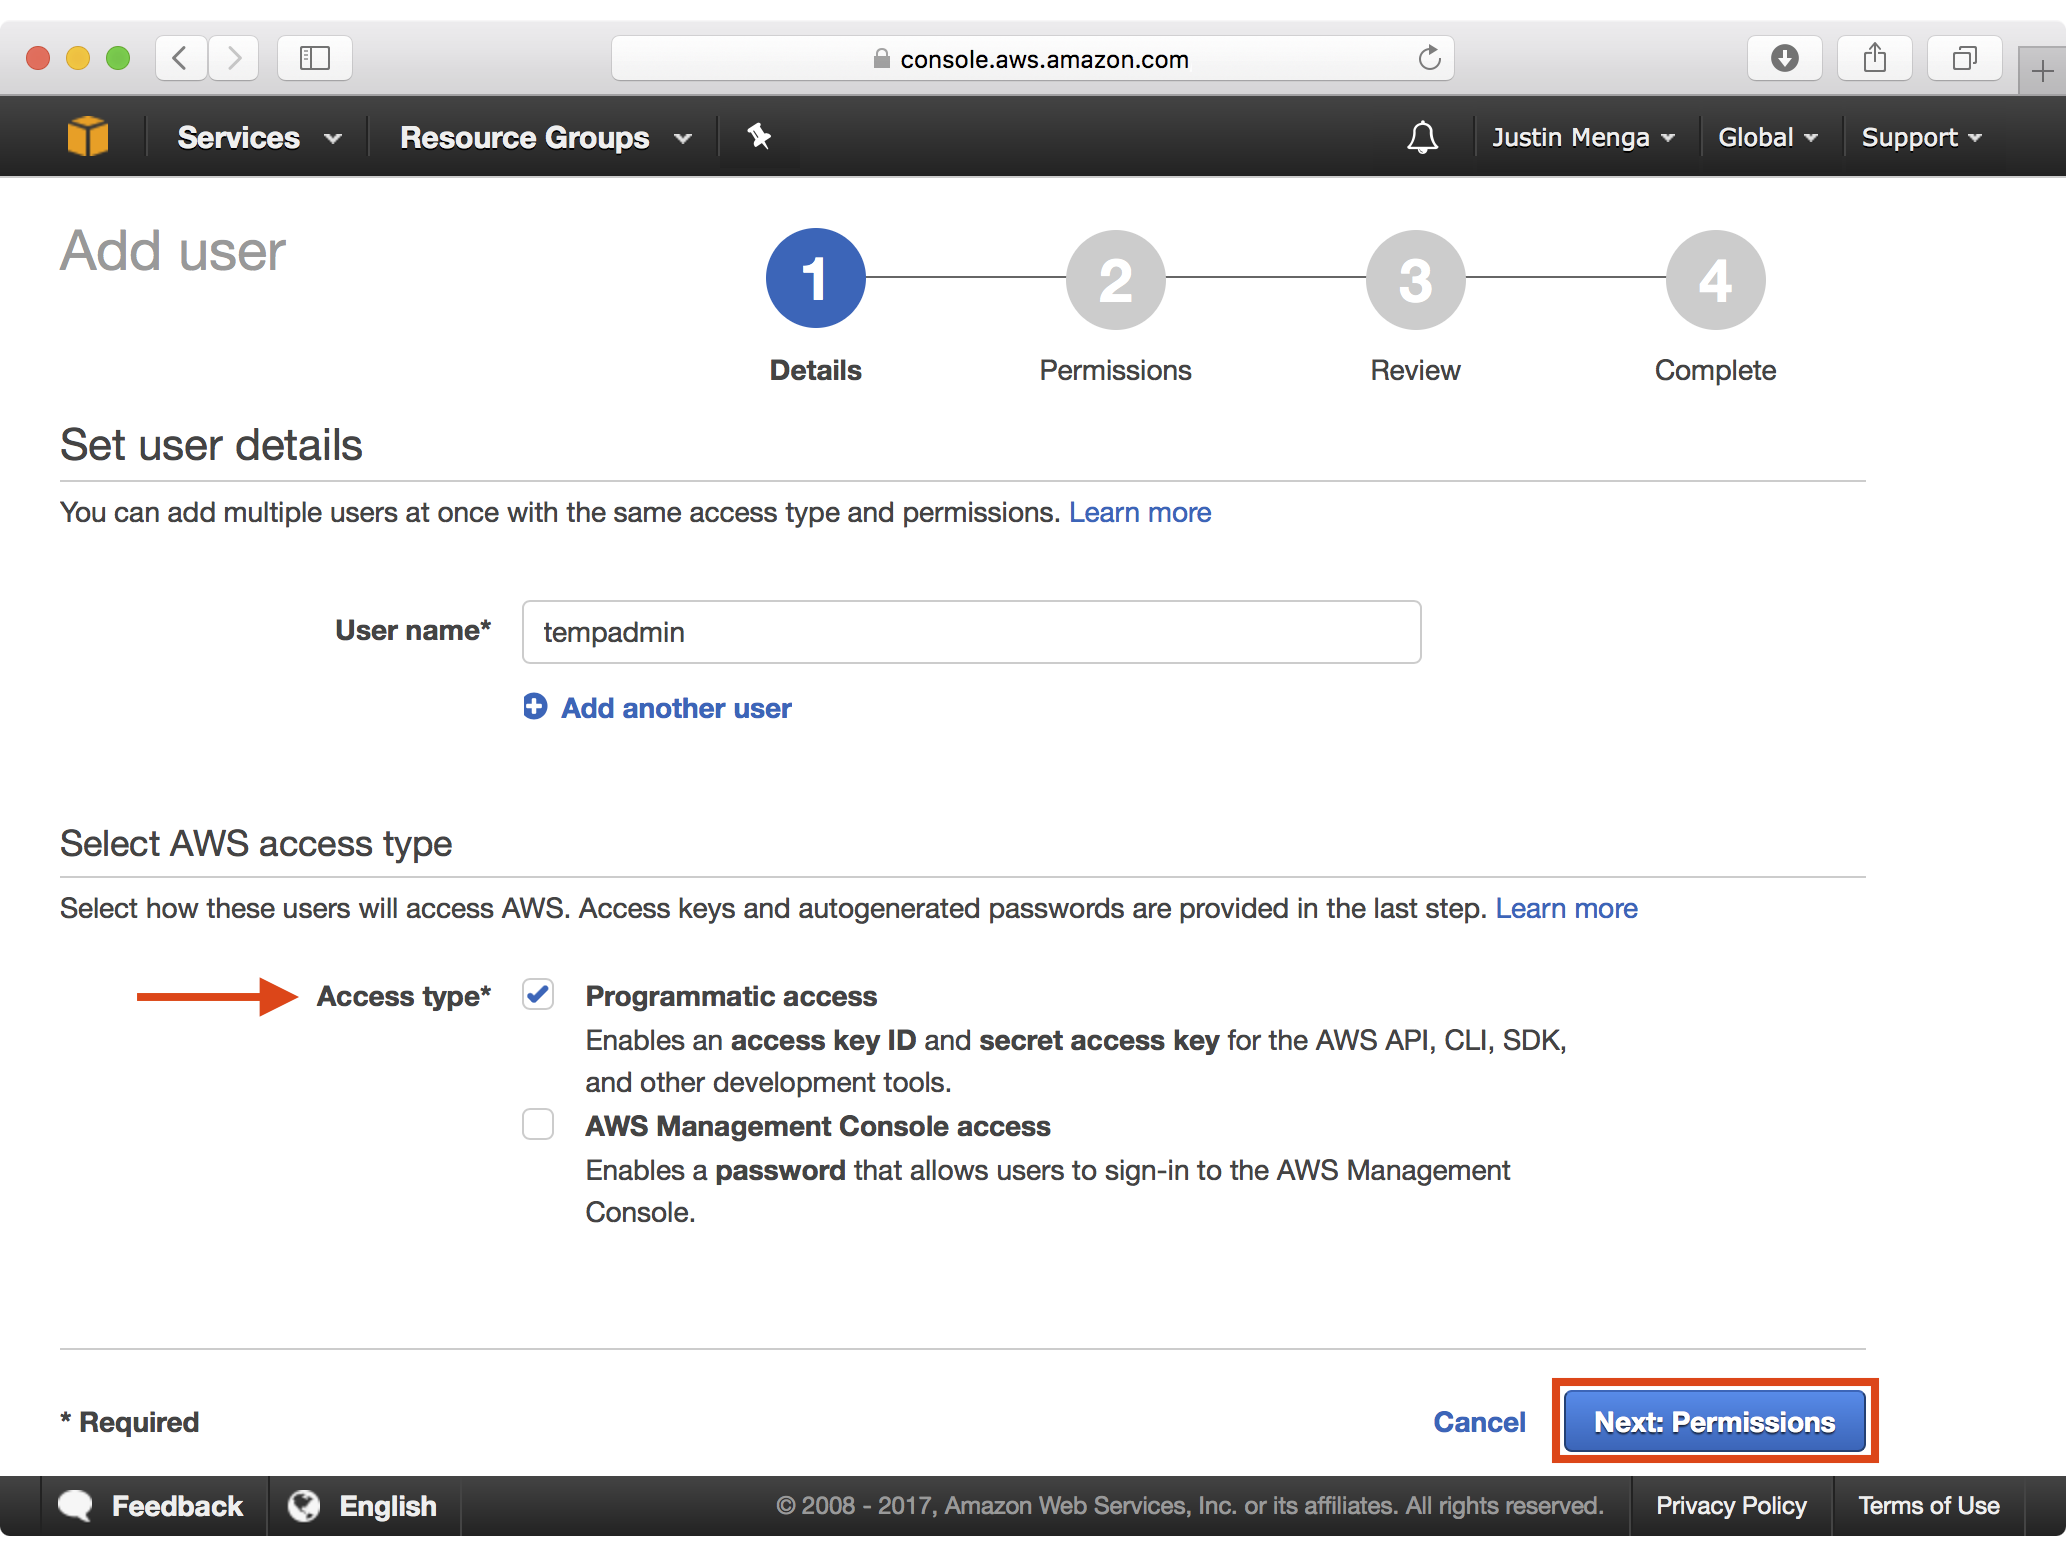 console.aws.amazon.com
Services
Resource Groups
Justin Menga
Global
Support
Add user
1
2
3
4
Details
Permissions
Review
Complete
Set user details
You can add multiple users at once with the same access type and permissions. Learn more
User name*
tempadmin
Add another user
Select AWS access type
Select how these users will access AWS. Access keys and autogenerated passwords are provided in the last step. Learn more
Access type*
Programmatic access
Enables an access key ID and secret access key for the AWS API, CLI, SDK,
and other development tools.
AWS Management Console access
Enables a password that allows users to sign-in to the AWS Management
Console.
* Required
Cancel
Next: Permissions
Feedback
English
© 2008 - 2017, Amazon Web Services, Inc. or its affiliates. All rights reserved.
Privacy Policy
Terms of Use